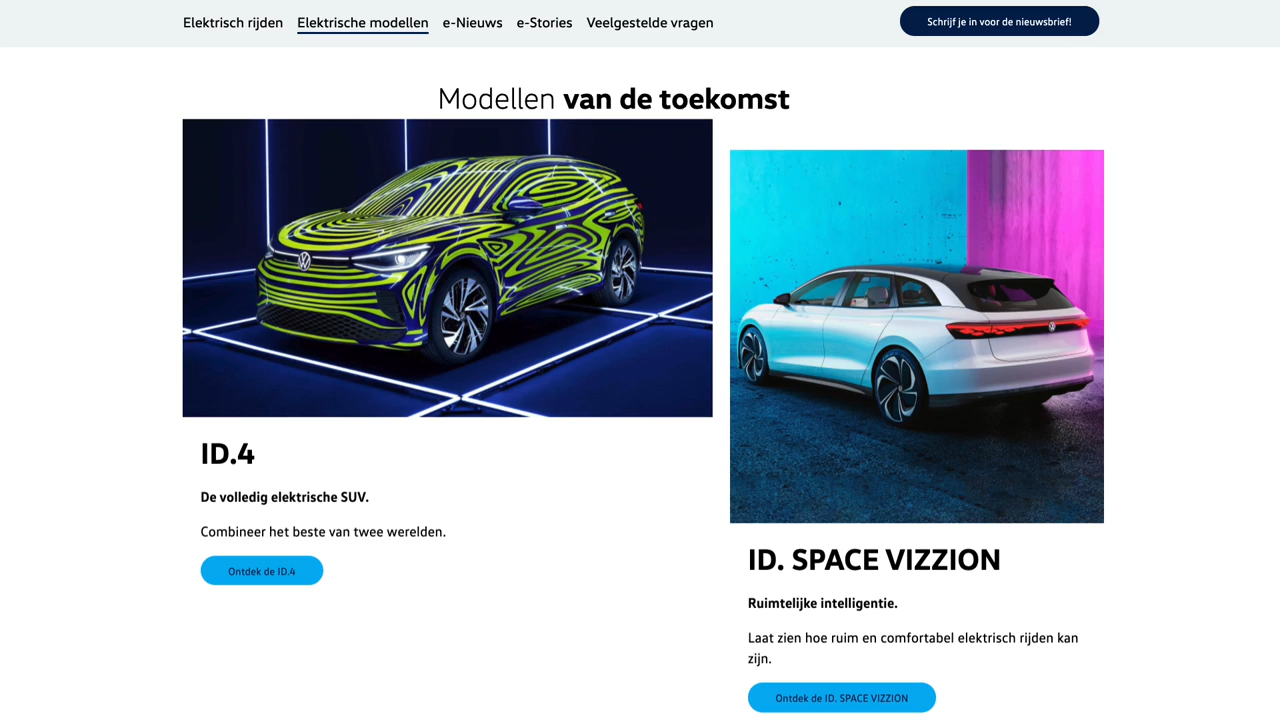 Elektrisch rijden Elektrische modellen e-Nieuws e-Stories Veelgestelde vragen Schrijf je in voor de nieuwsbrief!
Modellen van de toekomst
ID.4
De volledig elektrische SUV.
Combineer het beste van twee werelden.
Ontdek de ID.4
ID. SPACE VIZZION
Ruimtelijke intelligentie.
Laat zien hoe ruim en comfortabel elektrisch rijden kan
zijn.
Ontdek de ID. SPACE VIZZION